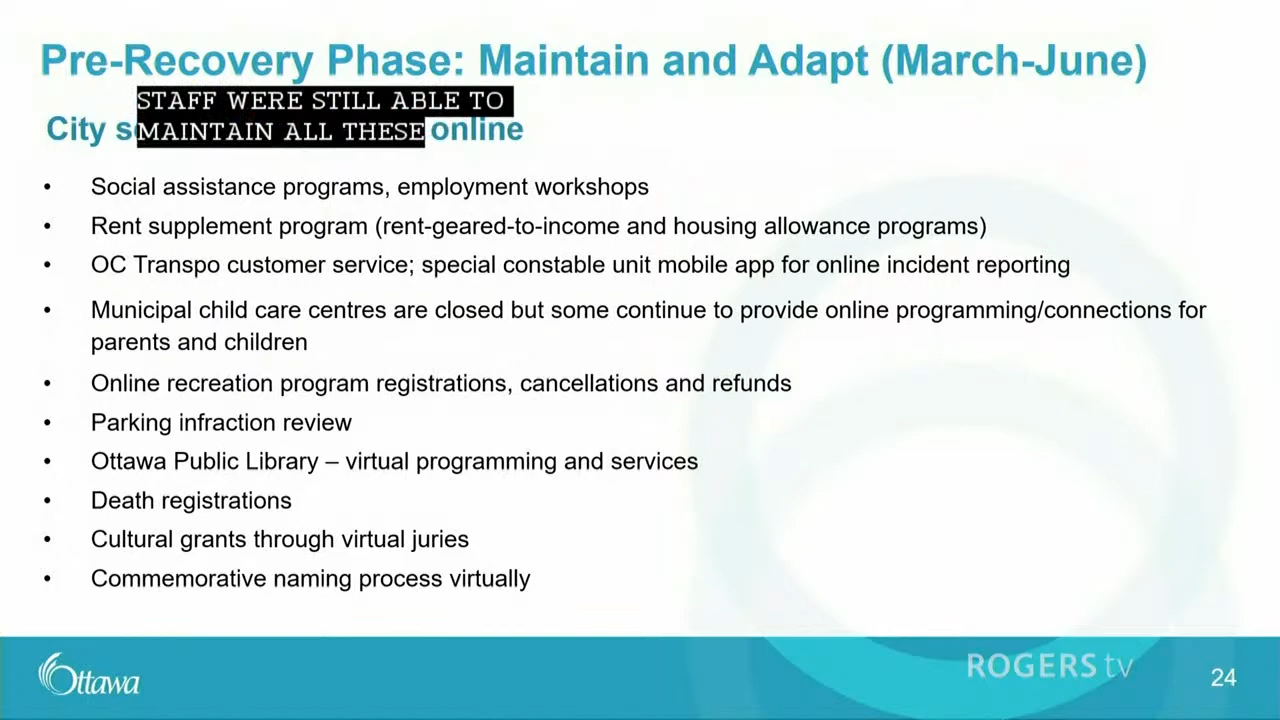 Pre-Recovery Phase: Maintain and Adapt (March-June)
STAFF WERE STILL ABLE TO
MAINTAIN ALL THESE
City online
• Social assistance programs, employment workshops
• Rent supplement program (rent-geared-to-income and housing allowance programs)
• OC Transpo customer service; special constable unit mobile app for online incident reporting
• Municipal child care centres are closed but some continue to provide online programming/connections for
parents and children
• Online recreation program registrations, cancellations and refunds
• Parking infraction review
• Ottawa Public Library – virtual programming and services
• Death registrations
• Cultural grants through virtual juries
• Commemorative naming process virtually
Ottawa
ROGERS tv
24